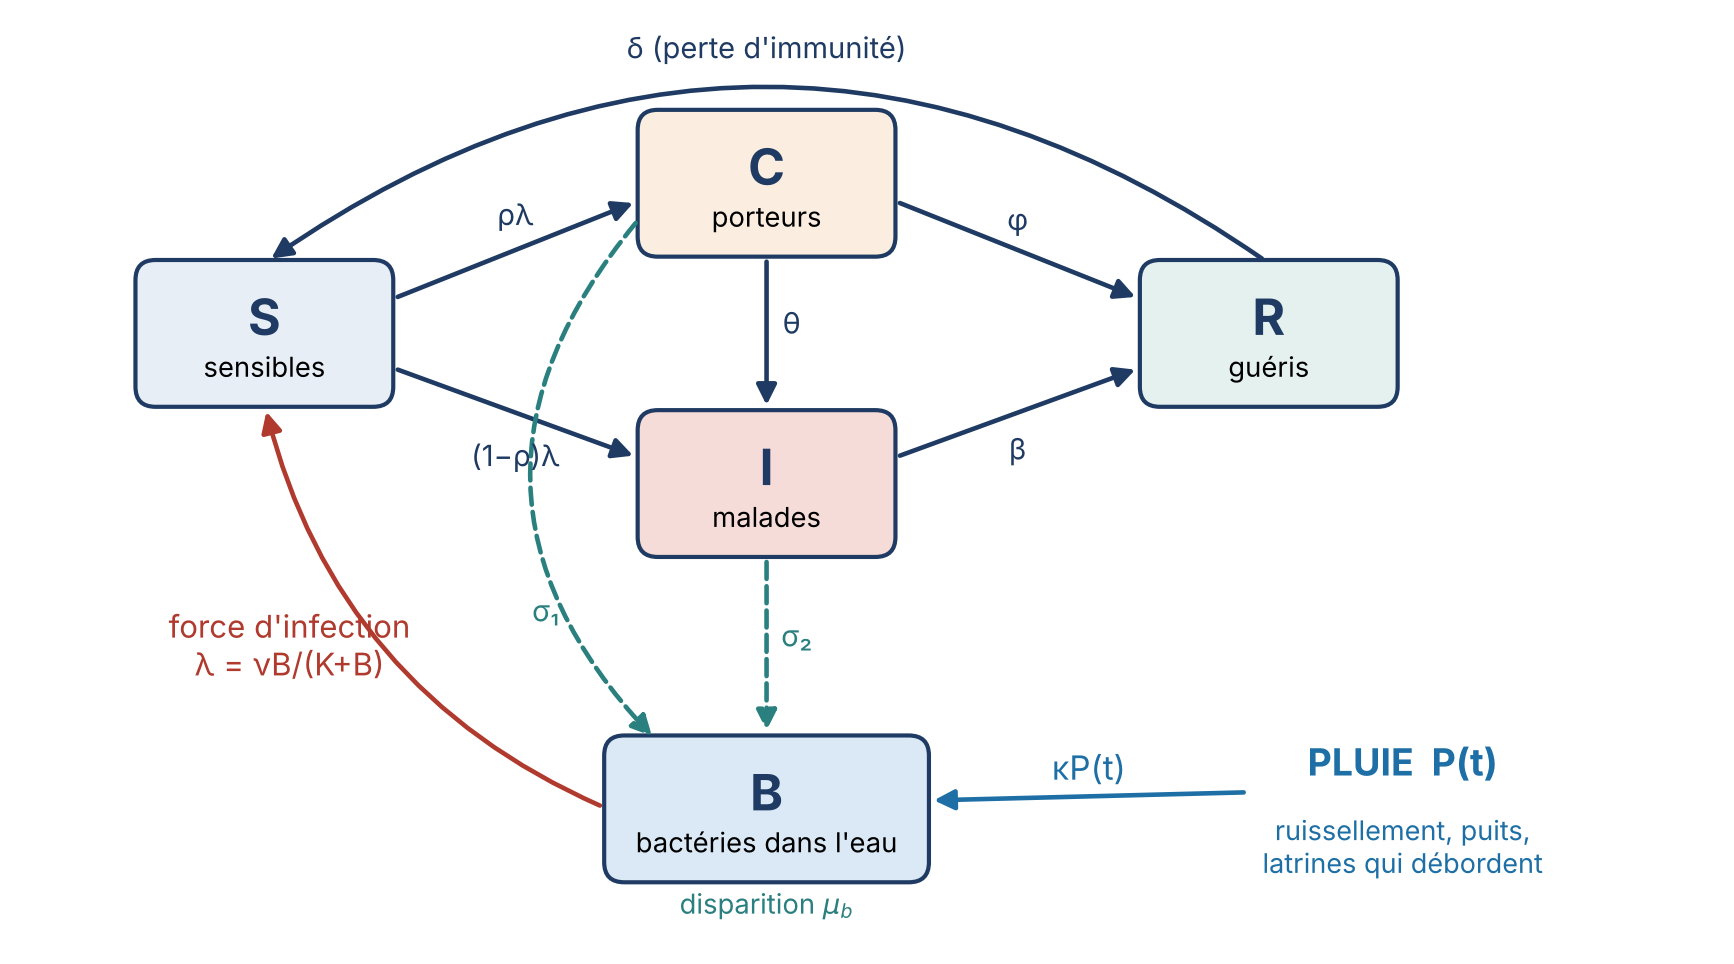 δ (perte d'immunité)
C
porteurs
ρλ
φ
S
sensibles
θ
R
guéris
(1−ρ)λ
I
malades
β
force d'infection
λ = νB/(K+B)
σ₁
σ₂
κP(t)
PLUIE P(t)
B
bactéries dans l'eau
ruissellement, puits,
latrines qui débordent
disparition μb